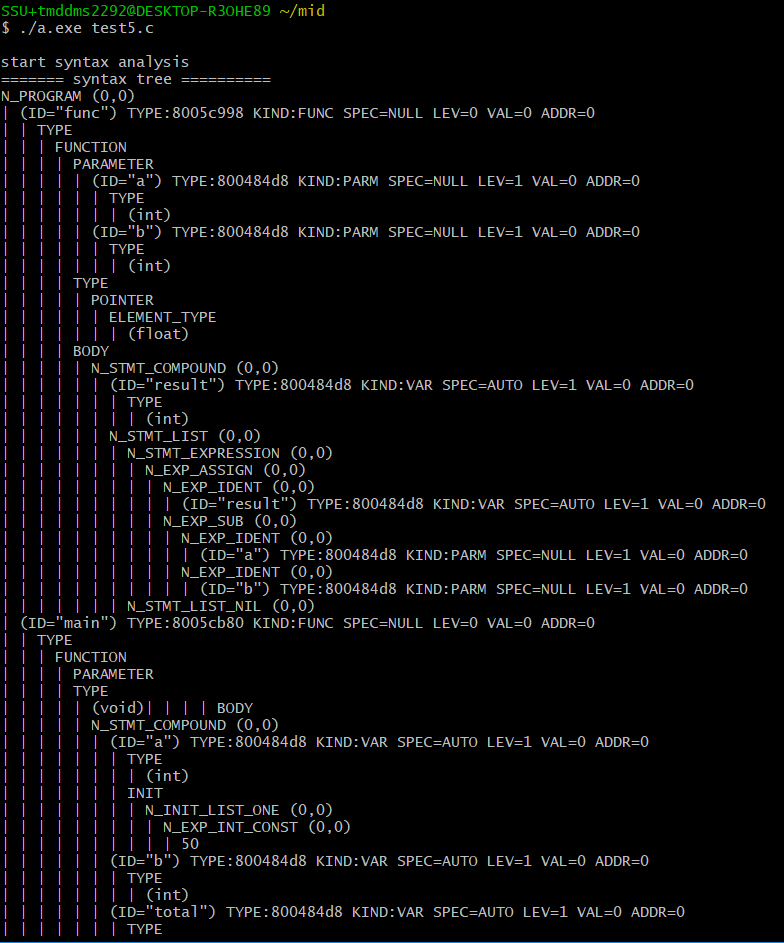 SSU+tmddms2292@DESKTOP-R3OHE89 ~/mid
$ ./a.exe test5.c

start syntax analysis
======= syntax tree ==========
N_PROGRAM (0,0)
| (ID="func") TYPE:8005c998 KIND:FUNC SPEC=NULL LEV=0 VAL=0 ADDR=0
| | TYPE
| | | FUNCTION
| | | | PARAMETER
| | | | | (ID="a") TYPE:800484d8 KIND:PARM SPEC=NULL LEV=1 VAL=0 ADDR=0
| | | | | | TYPE
| | | | | | | (int)
| | | | | (ID="b") TYPE:800484d8 KIND:PARM SPEC=NULL LEV=1 VAL=0 ADDR=0
| | | | | | TYPE
| | | | | | | (int)
| | | | TYPE
| | | | | POINTER
| | | | | | ELEMENT_TYPE
| | | | | | | (float)
| | | | BODY
| | | | | N_STMT_COMPOUND (0,0)
| | | | | | (ID="result") TYPE:800484d8 KIND:VAR SPEC=AUTO LEV=1 VAL=0 ADDR=0
| | | | | | | TYPE
| | | | | | | | (int)
| | | | | | N_STMT_LIST (0,0)
| | | | | | | N_STMT_EXPRESSION (0,0)
| | | | | | | | N_EXP_ASSIGN (0,0)
| | | | | | | | | N_EXP_IDENT (0,0)
| | | | | | | | | | (ID="result") TYPE:800484d8 KIND:VAR SPEC=AUTO LEV=1 VAL=0 ADDR=0
| | | | | | | | | N_EXP_SUB (0,0)
| | | | | | | | | | N_EXP_IDENT (0,0)
| | | | | | | | | | | (ID="a") TYPE:800484d8 KIND:PARM SPEC=NULL LEV=1 VAL=0 ADDR=0
| | | | | | | | | | N_EXP_IDENT (0,0)
| | | | | | | | | | | (ID="b") TYPE:800484d8 KIND:PARM SPEC=NULL LEV=1 VAL=0 ADDR=0
| | | | | | | N_STMT_LIST_NIL (0,0)
| (ID="main") TYPE:8005cb80 KIND:FUNC SPEC=NULL LEV=0 VAL=0 ADDR=0
| | TYPE
| | | FUNCTION
| | | | PARAMETER
| | | | TYPE
| | | | | (void)| | | | BODY
| | | | | N_STMT_COMPOUND (0,0)
| | | | | | (ID="a") TYPE:800484d8 KIND:VAR SPEC=AUTO LEV=1 VAL=0 ADDR=0
| | | | | | | TYPE
| | | | | | | | (int)
| | | | | | | INIT
| | | | | | | | N_INIT_LIST_ONE (0,0)
| | | | | | | | | N_EXP_INT_CONST (0,0)
| | | | | | | | | | 50
| | | | | | (ID="b") TYPE:800484d8 KIND:VAR SPEC=AUTO LEV=1 VAL=0 ADDR=0
| | | | | | | TYPE
| | | | | | | | (int)
| | | | | | (ID="total") TYPE:800484d8 KIND:VAR SPEC=AUTO LEV=1 VAL=0 ADDR=0
| | | | | | | TYPE